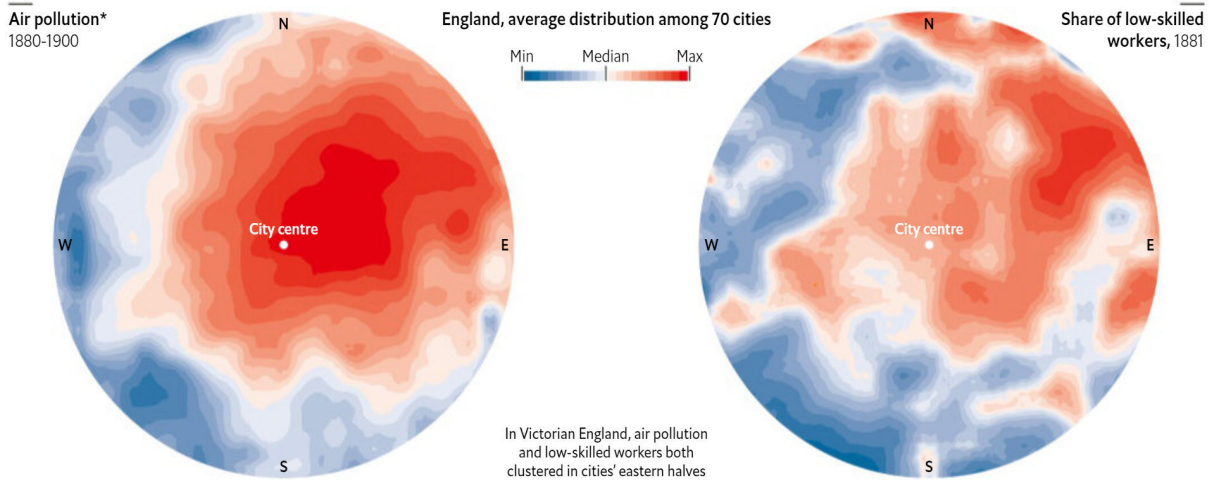 Air pollution*
1880-1900
England, average distribution among 70 cities
Min Median Max
Share of low-skilled
workers, 1881
N
City centre
W
E
S
N
City centre
W
E
S
In Victorian England, air pollution
and low-skilled workers both
clustered in cities' eastern halves